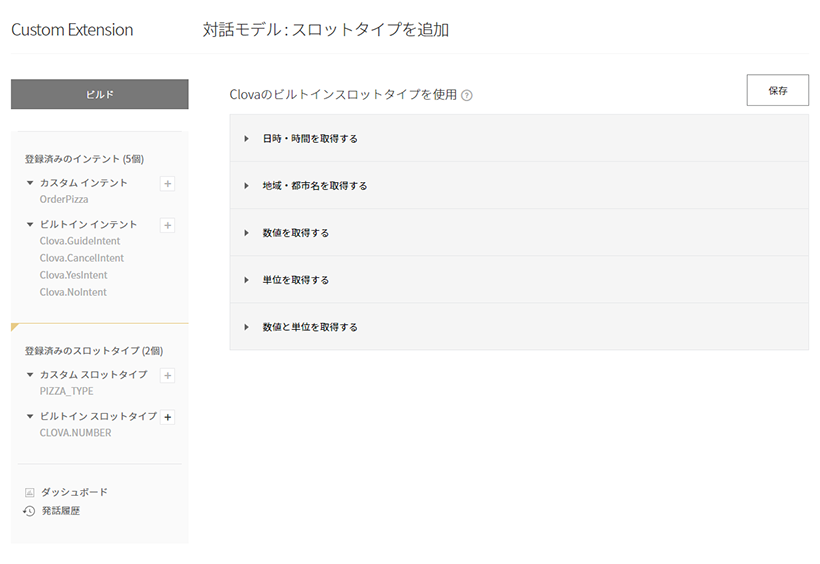 Custom Extension
対話モデル : スロットタイプを追加
ビルド
登録済みのインテント (5個)
カスタム インテント
OrderPizza
ビルトイン インテント
Clova.GuideIntent
Clova.CancelIntent
Clova.YesIntent
Clova.NoIntent
登録済みのスロットタイプ (2個)
カスタム スロットタイプ
PIZZA_TYPE
ビルトイン スロットタイプ
CLOVA.NUMBER
ダッシュボード
発話履歴
Clovaのビルトインスロットタイプを使用 ?
保存
日時・時間を取得する
地域・都市名を取得する
数値を取得する
単位を取得する
数値と単位を取得する